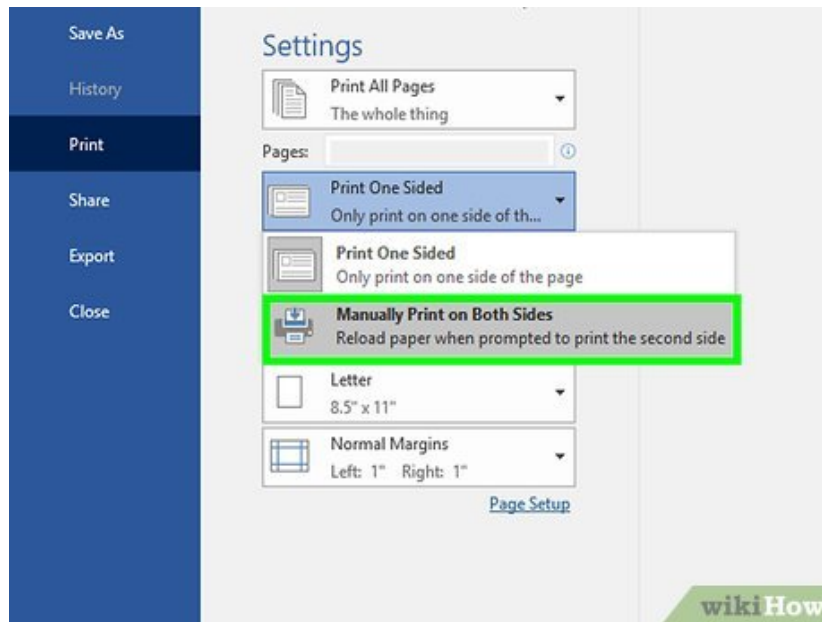 Save As
Settings
History
Print All Pages
The whole thing
Print
Pages:
Share
Print One Sided
Only print on one side of th...
Export
Print One Sided
Only print on one side of the page
Close
Manually Print on Both Sides
Reload paper when prompted to print the second side
Letter
8.5" x 11"
Normal Margins
Left: 1" Right: 1"
Page Setup
wikiHow